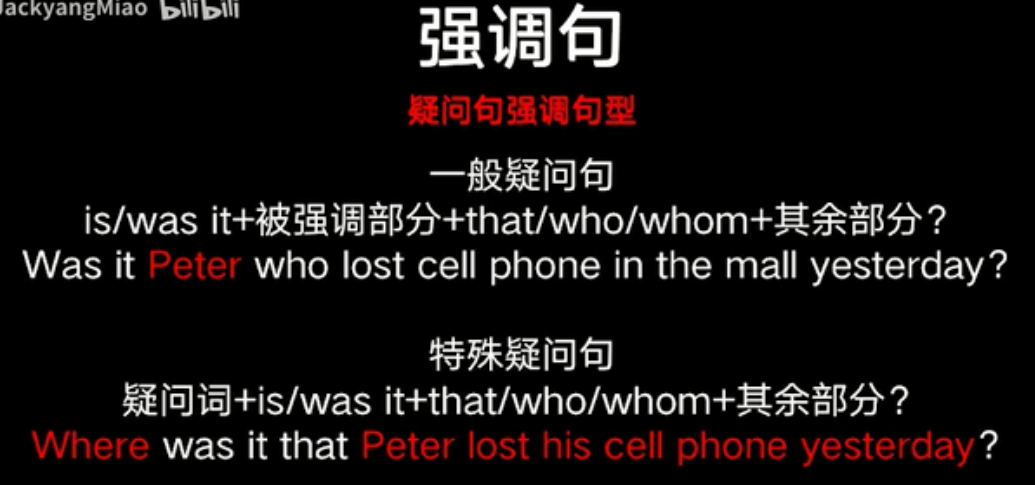 JackyangMiao bilibili
强调句
疑问句强调句型
一般疑问句
is/was it+被强调部分+that/who/whom+其余部分?
Was it Peter who lost cell phone in the mall yesterday?
特殊疑问句
疑问词+is/was it+that/who/whom+其余部分?
Where was it that Peter lost his cell phone yesterday?